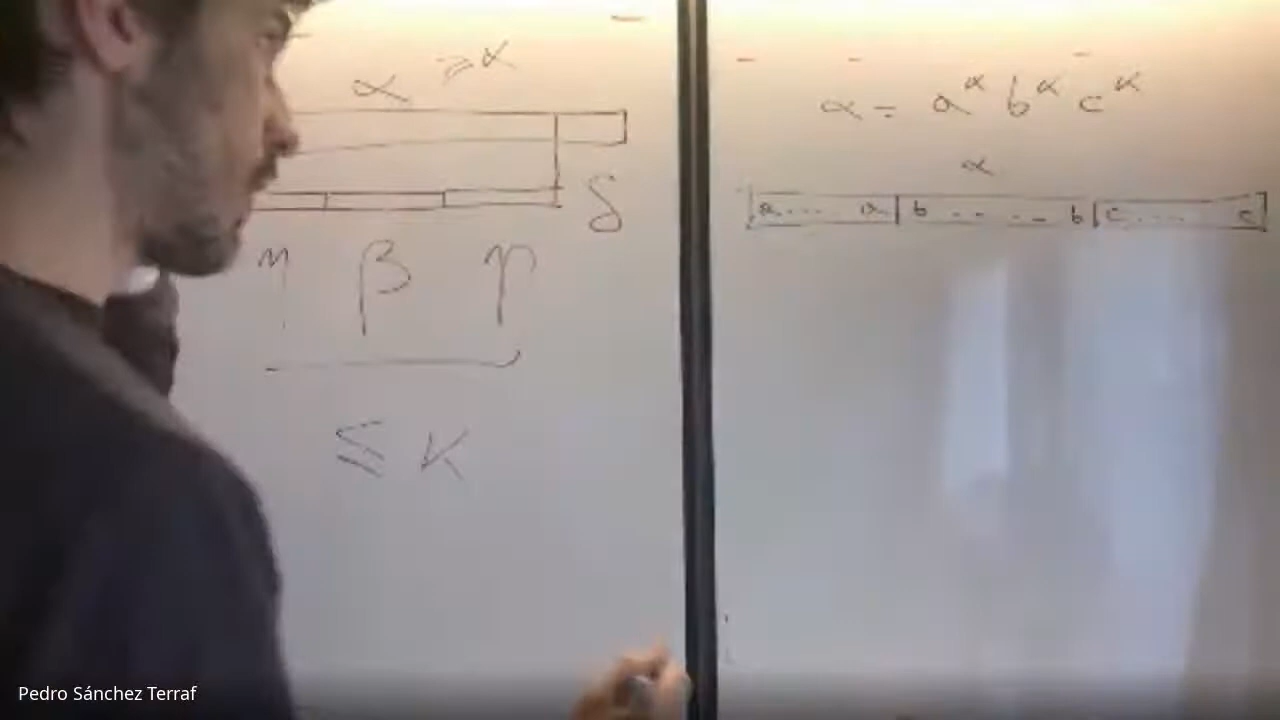 α ≥α
δ
η β γ
≤ κ
α = a^α b^α c^α
α
a... a b .. .. b c.... c
Pedro Sánchez Terraf